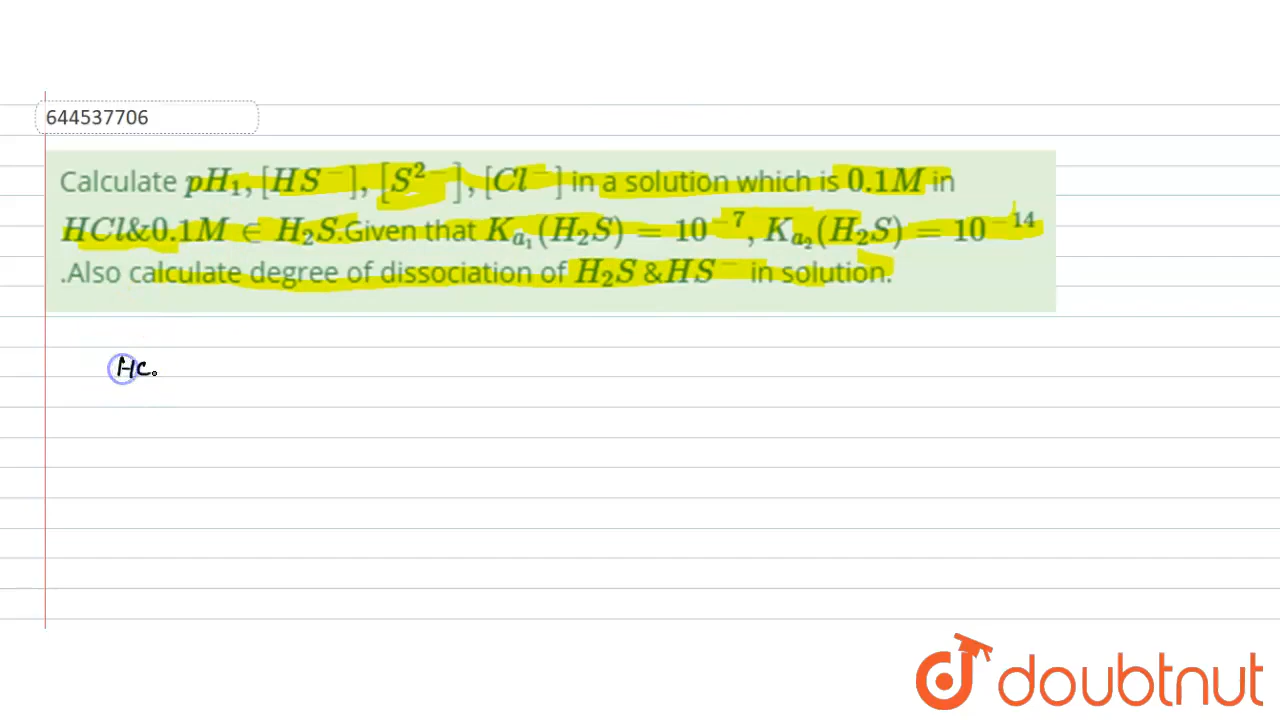 644537706
Calculate pH₁, [HS⁻], [S²⁻], [Cl⁻] in a solution which is 0.1M in
HCl&0.1M ∈ H₂S.Given that Kₐ₁(H₂S) = 10⁻⁷, Kₐ₂(H₂S) = 10⁻¹⁴
.Also calculate degree of dissociation of H₂S &HS⁻ in solution.
HC
doubtnut